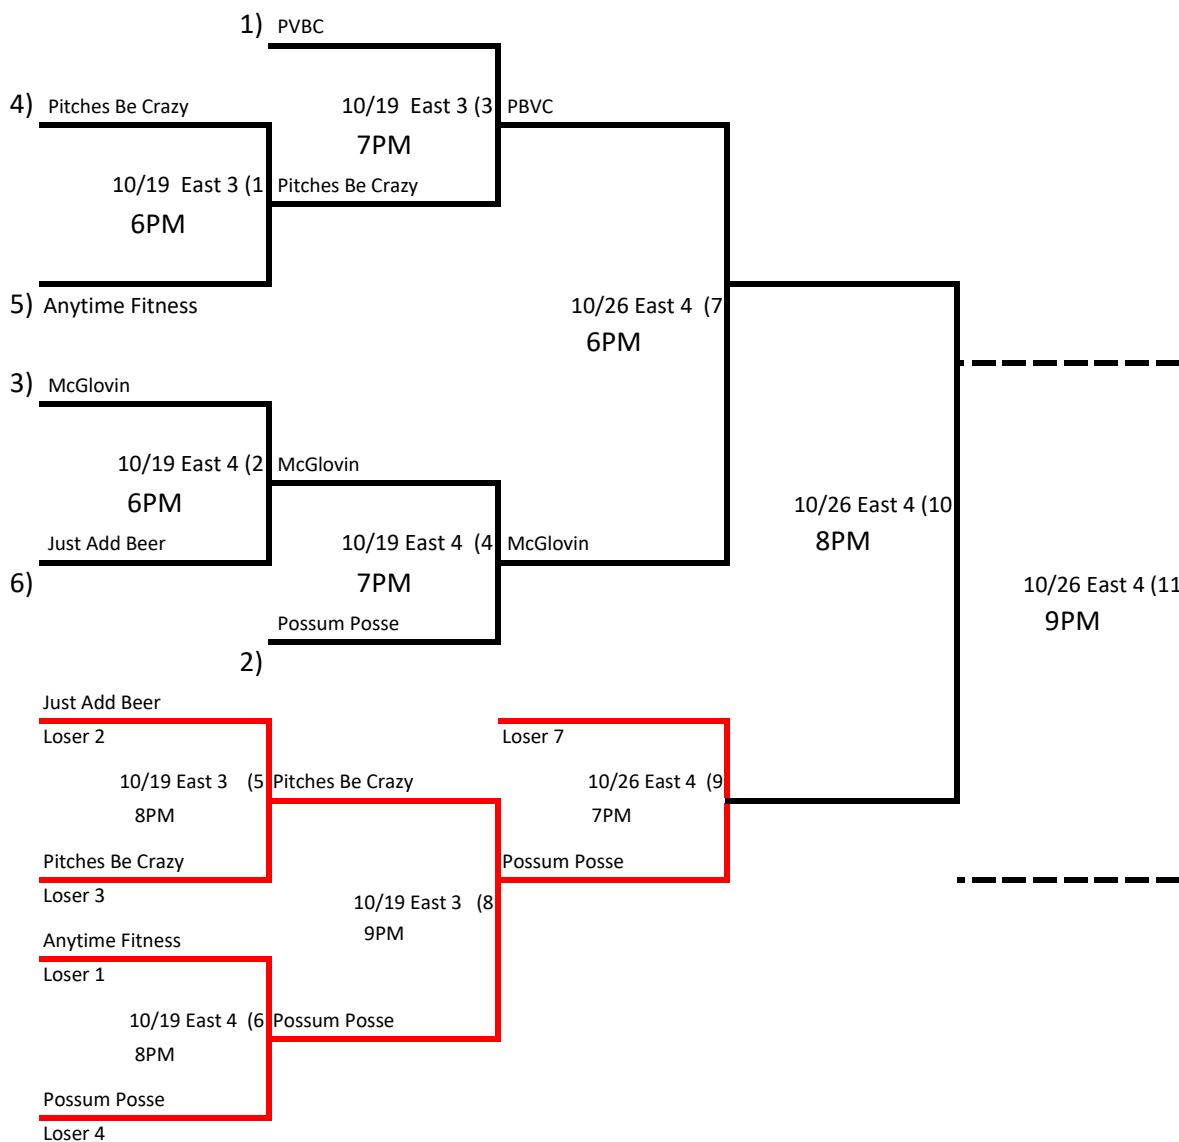 1) PVBC
4) Pitches Be Crazy
10/19 East 3 (3 PBVC
7PM
10/19 East 3 (1 Pitches Be Crazy
6PM
5) Anytime Fitness
10/26 East 4 (7
6PM
3) McGlovin
10/19 East 4 (2 McGlovin
6PM
10/26 East 4 (10
8PM
Just Add Beer
10/19 East 4 (4 McGlovin
7PM
6)
10/26 East 4 (11
9PM
Possum Posse
2)
Just Add Beer
Loser 2
Loser 7
10/19 East 3 (5 Pitches Be Crazy
8PM
10/26 East 4 (9
7PM
Pitches Be Crazy
Loser 3
Possum Posse
10/19 East 3 (8
9PM
Anytime Fitness
Loser 1
10/19 East 4 (6 Possum Posse
8PM
Possum Posse
Loser 4